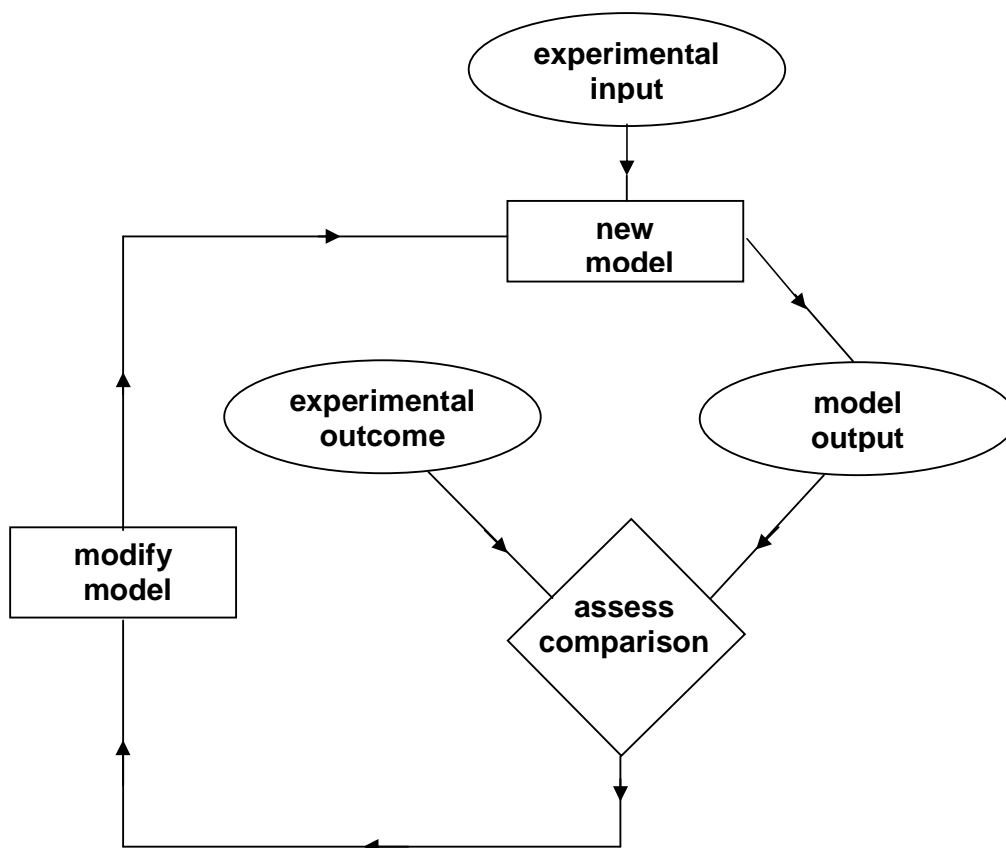 experimental
input
new
model
experimental
outcome
model
output
modify
model
assess
comparison